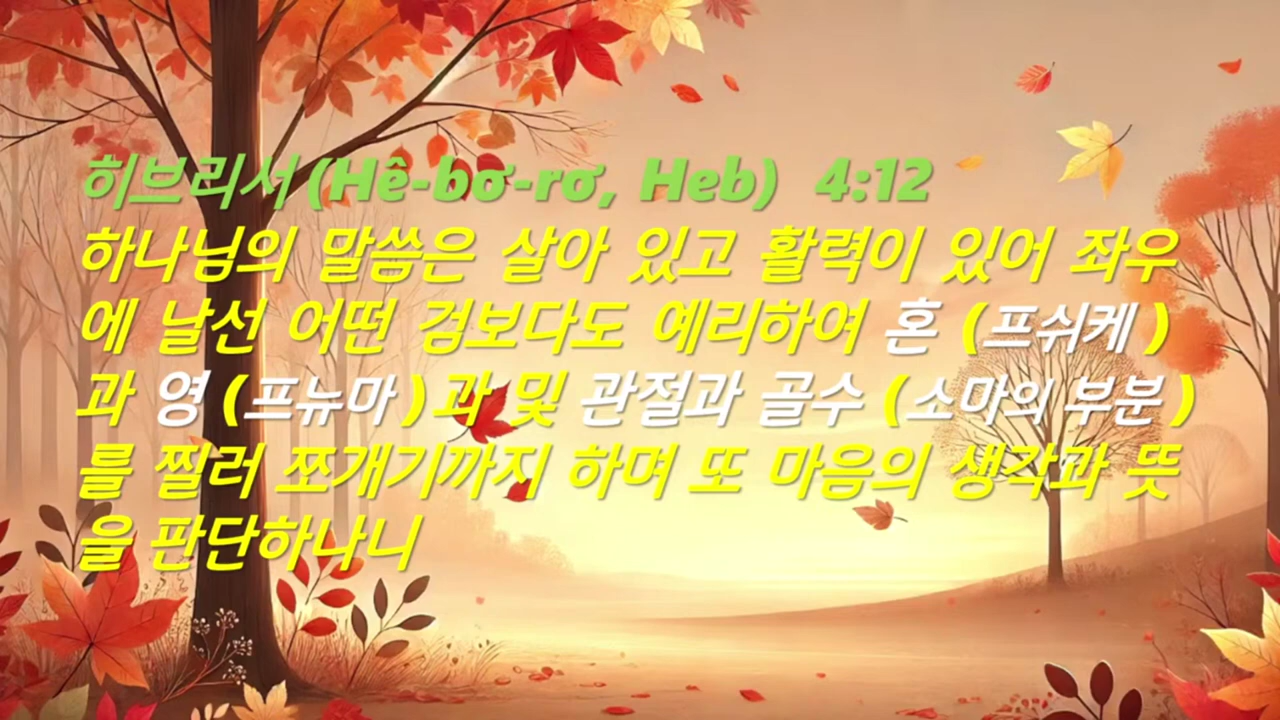 히브리서 (Hê-bơ-rơ, Heb) 4:12
하나님의 말씀은 살아 있고 활력이 있어 좌우
에 날선 어떤 검보다도 예리하여 혼 (프쉬케)
과 영 (프뉴마)과 및 관절과 골수 (소마의 부분)
를 찔러 쪼개기까지 하며 또 마음의 생각과 뜻
을 판단하나니